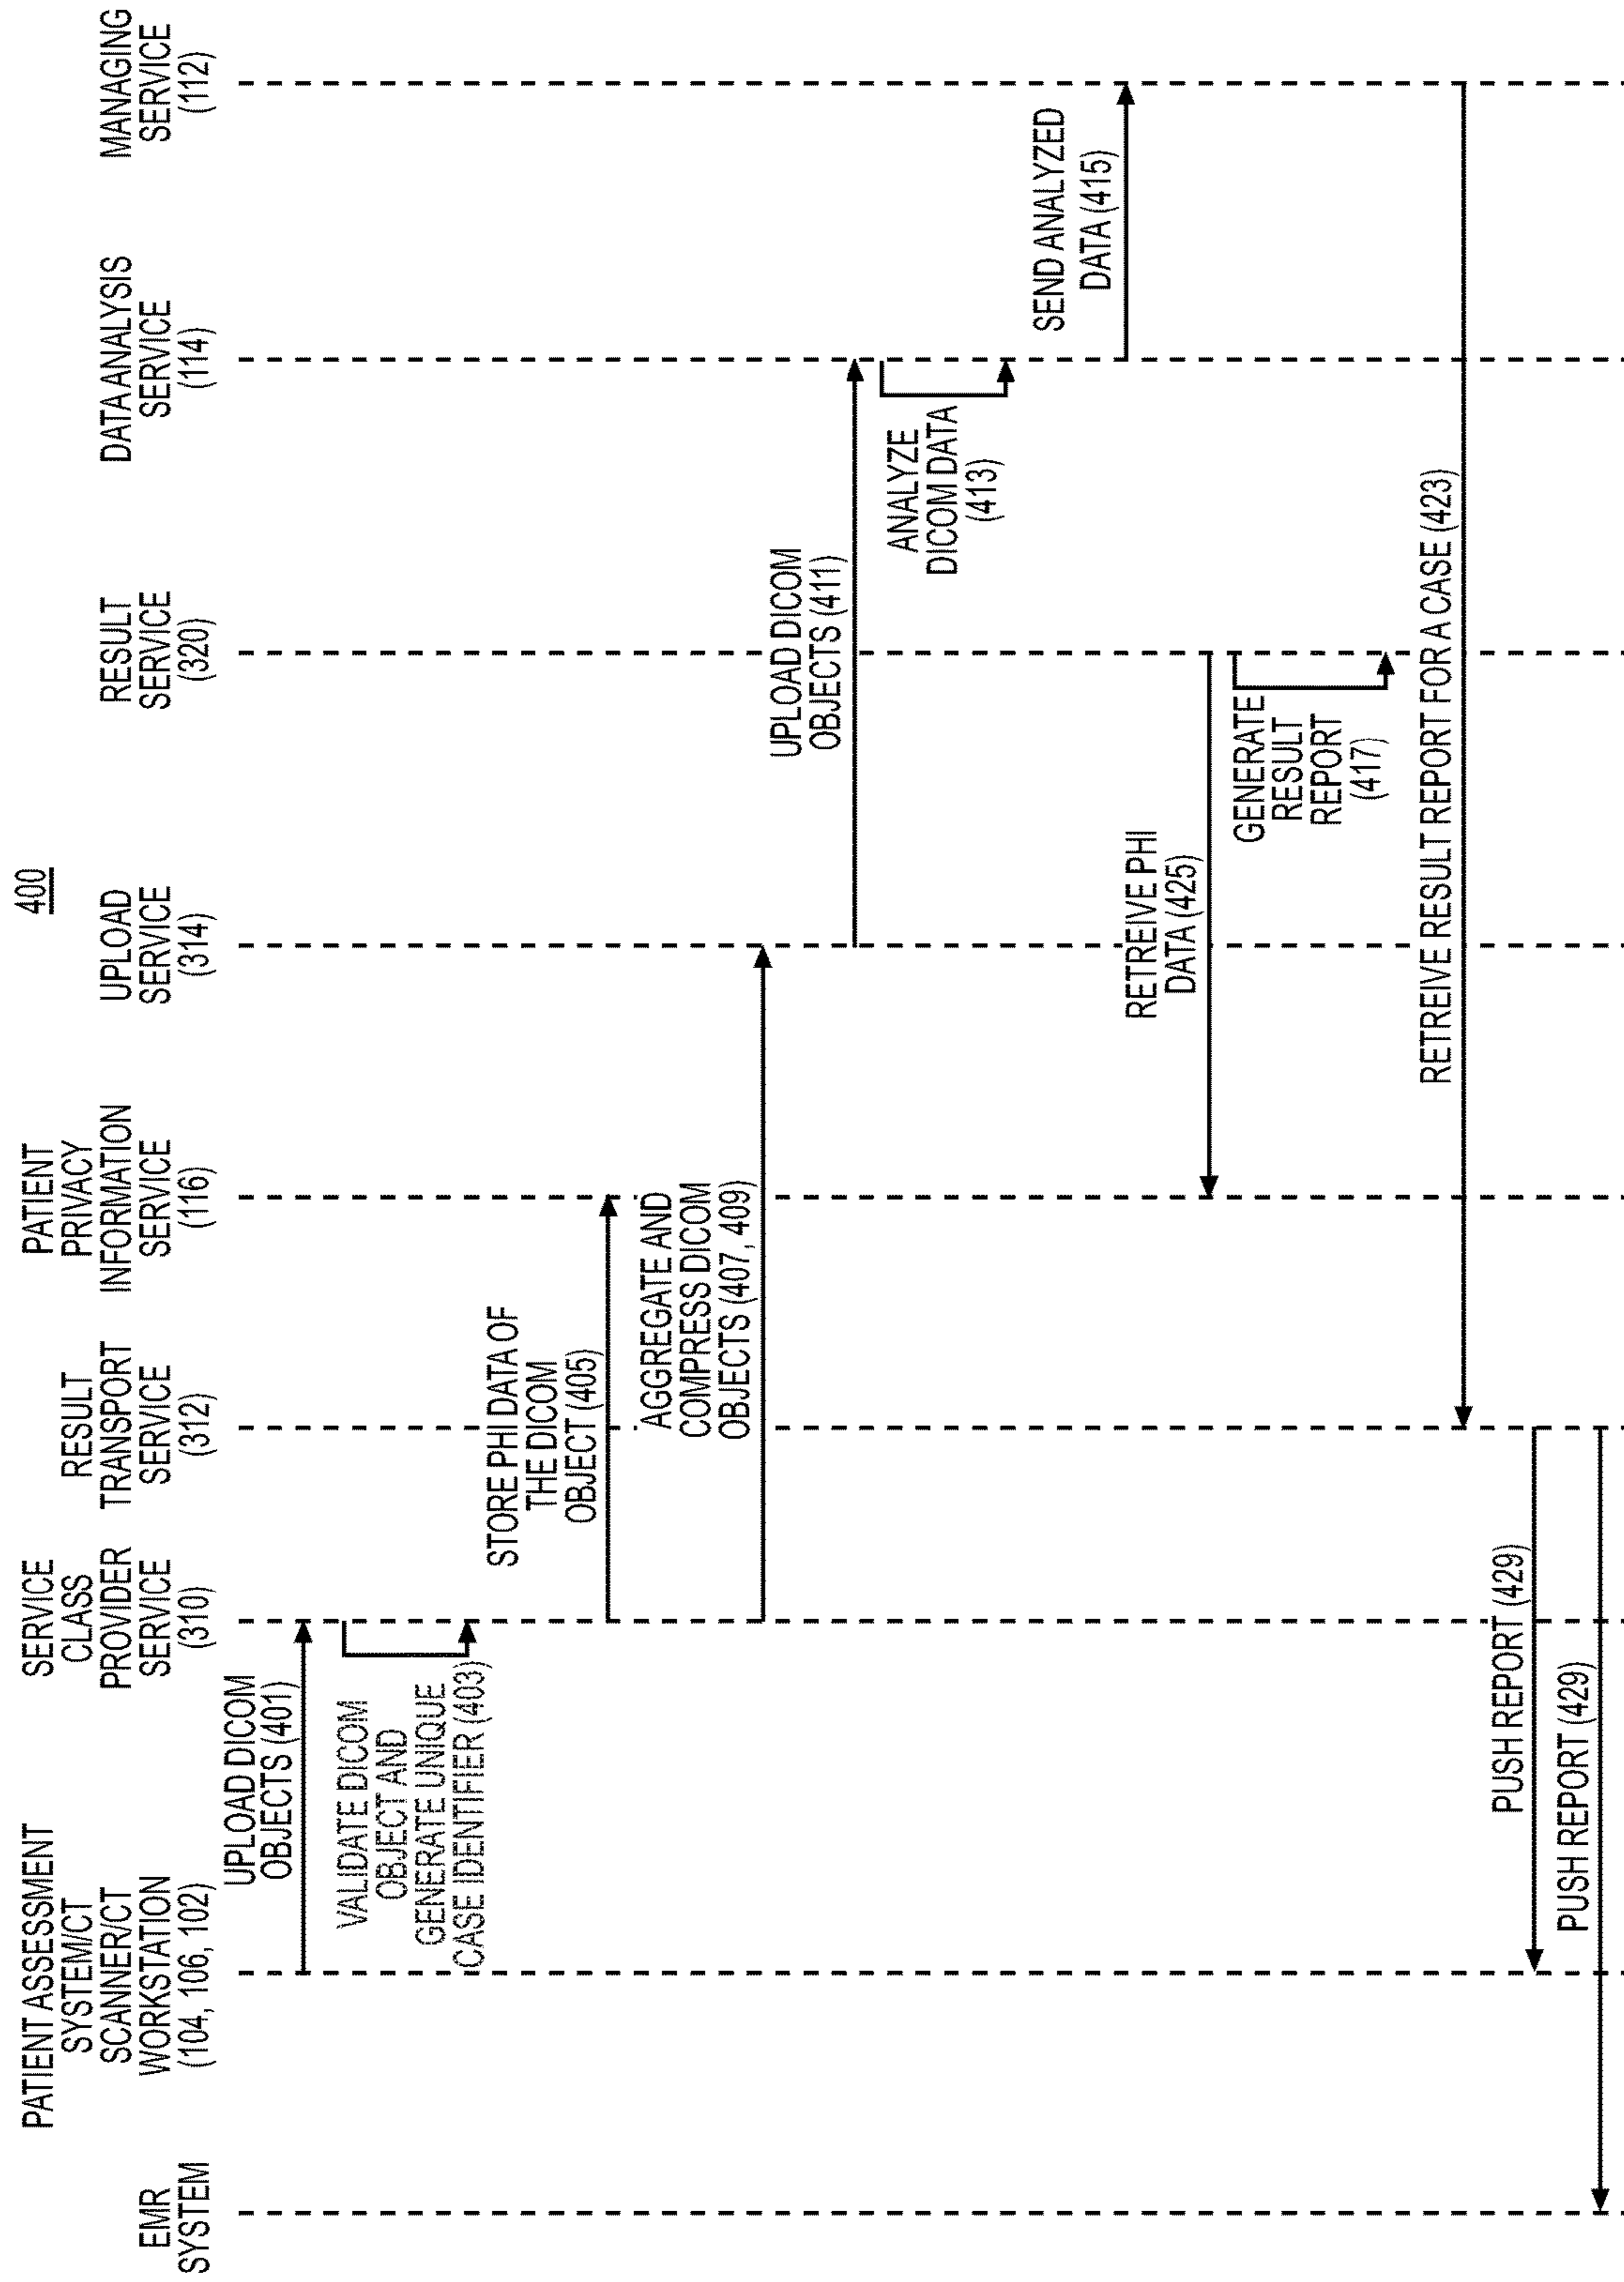 400
EMR
SYSTEM
PATIENT ASSESSMENT
SYSTEM/CT
SCANNER/CT
WORKSTATION
(104, 106, 102)
SERVICE
CLASS
PROVIDER
SERVICE
(310)
RESULT
TRANSPORT
SERVICE
(312)
PATIENT
PRIVACY
INFORMATION
SERVICE
(116)
UPLOAD
SERVICE
(314)
RESULT
SERVICE
(320)
DATA ANALYSIS
SERVICE
(114)
MANAGING
SERVICE
(112)
UPLOAD DICOM
OBJECTS (401)
VALIDATE DICOM
OBJECT AND
GENERATE UNIQUE
CASE IDENTIFIER (403)
STORE PHI DATA OF
THE DICOM
OBJECT (405)
AGGREGATE AND
COMPRESS DICOM
OBJECTS (407, 409)
UPLOAD DICOM
OBJECTS (411)
ANALYZE
DICOM DATA
(413)
SEND ANALYZED
DATA (415)
RETREIVE PHI
DATA (425)
GENERATE
RESULT
REPORT
(417)
RETREIVE RESULT REPORT FOR A CASE (423)
PUSH REPORT (429)
PUSH REPORT (429)